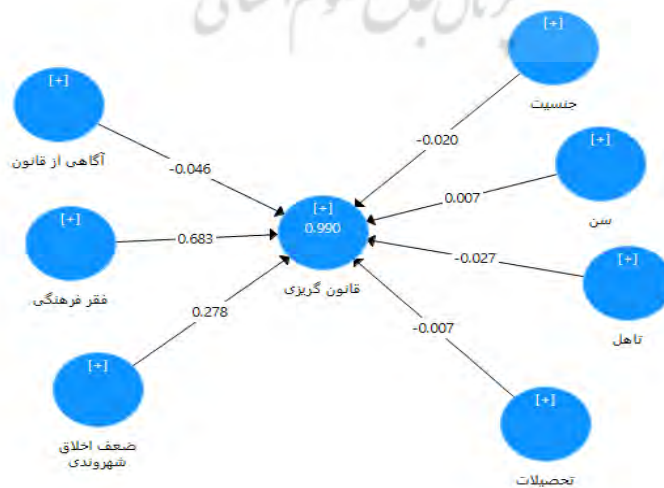 [+]
جنسیت
[+]
آگاهی از قانون
-0.020
-0.046
[+]
سن
0.007
[+]
0.990
قانون گریزی
[+]
فقر فرهنگی
0.683
-0.027
[+]
تاهل
0.278
-0.007
[+]
ضعف اخلاق
شهروندی
[+]
تحصیلات